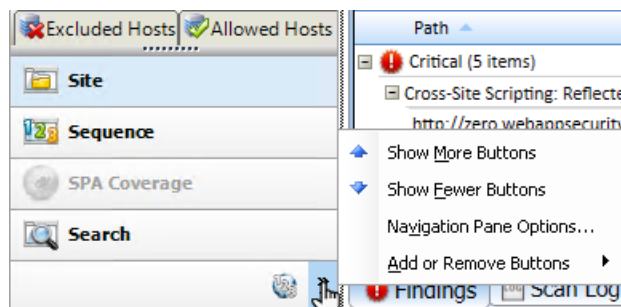 Excluded Hosts Allowed Hosts
Path
Critical (5 items)
Site
Cross-Site Scripting: Reflecte
http://zero.webappsecurity
Sequence
Show More Buttons
SPA Coverage
Show Fewer Buttons
Navigation Pane Options...
Search
Add or Remove Buttons
Findings Scan Log